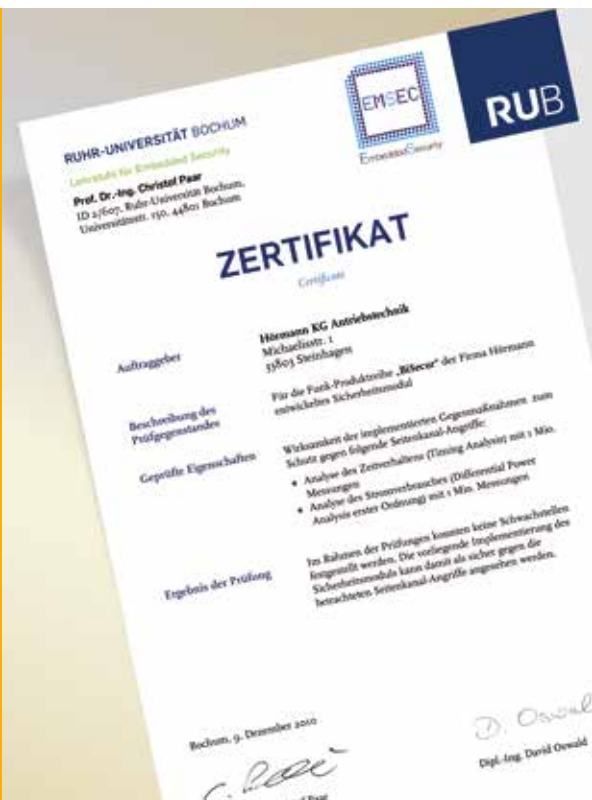 RUHR-UNIVERSITÄT BOCHUM
Lehrstuhl für Embedded Security
Prof. Dr.-Ing. Christof Paar
ID 2/607, Ruhr-Universität Bochum,
Universitätsstr. 150, 44801 Bochum
EMSEC
Embedded Security
RUB
ZERTIFIKAT
Certificate
Auftraggeber
Hörmann KG Antriebstechnik
Michaelisstr. 1
33803 Steinhagen
Beschreibung des
Prüfgegenstandes
Für die Funk-Produktreihe „BiSecur“ der Firma Hörmann
entwickeltes Sicherheitsmodul
Geprüfte Eigenschaften
Wirksamkeit der implementierten Gegenmaßnahmen zum
Schutz gegen folgende Seitenkanal-Angriffe:
• Analyse des Zeitverhaltens (Timing Analysis) mit 1 Mio.
Messungen
• Analyse des Stromverbrauches (Differential Power
Analysis erster Ordnung) mit 1 Mio. Messungen
Ergebnis der Prüfung
Im Rahmen der Prüfungen konnten keine Schwachstellen
festgestellt werden. Die vorliegende Implementierung des
Sicherheitsmoduls kann damit als sicher gegen die
betrachteten Seitenkanal-Angriffe angesehen werden.
Bochum, 9. Dezember 2010
D. Oswald
Dipl.-Ing. David Oswald
Paar